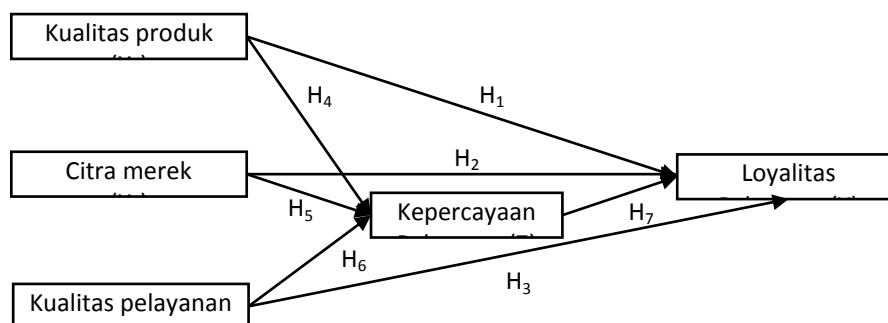 Kualitas produk
H₄
H₁
Citra merek
H₂
Loyalitas
H₅
Kepercayaan
H₇
H₆
Kualitas pelayanan
H₃